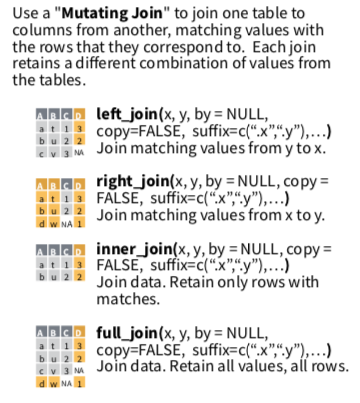 Use a "Mutating Join" to join one table to
columns from another, matching values with
the rows that they correspond to. Each join
retains a different combination of values from
the tables.
A B C D
a t 1 3
b u 2 2
c v 3 NA
left_join(x, y, by = NULL,
copy=FALSE, suffix=c(“.x”,“.y”),…)
Join matching values from y to x.
A B C D
a t 1 3
b u 2 2
d w NA 1
right_join(x, y, by = NULL, copy =
FALSE, suffix=c(“.x”,“.y”),…)
Join matching values from x to y.
A B C D
a t 1 3
b u 2 2
inner_join(x, y, by = NULL, copy =
FALSE, suffix=c(“.x”,“.y”),…)
Join data. Retain only rows with
matches.
A B C D
a t 1 3
b u 2 2
c v 3 NA
d w NA 1
full_join(x, y, by = NULL,
copy=FALSE, suffix=c(“.x”,“.y”),…)
Join data. Retain all values, all rows.